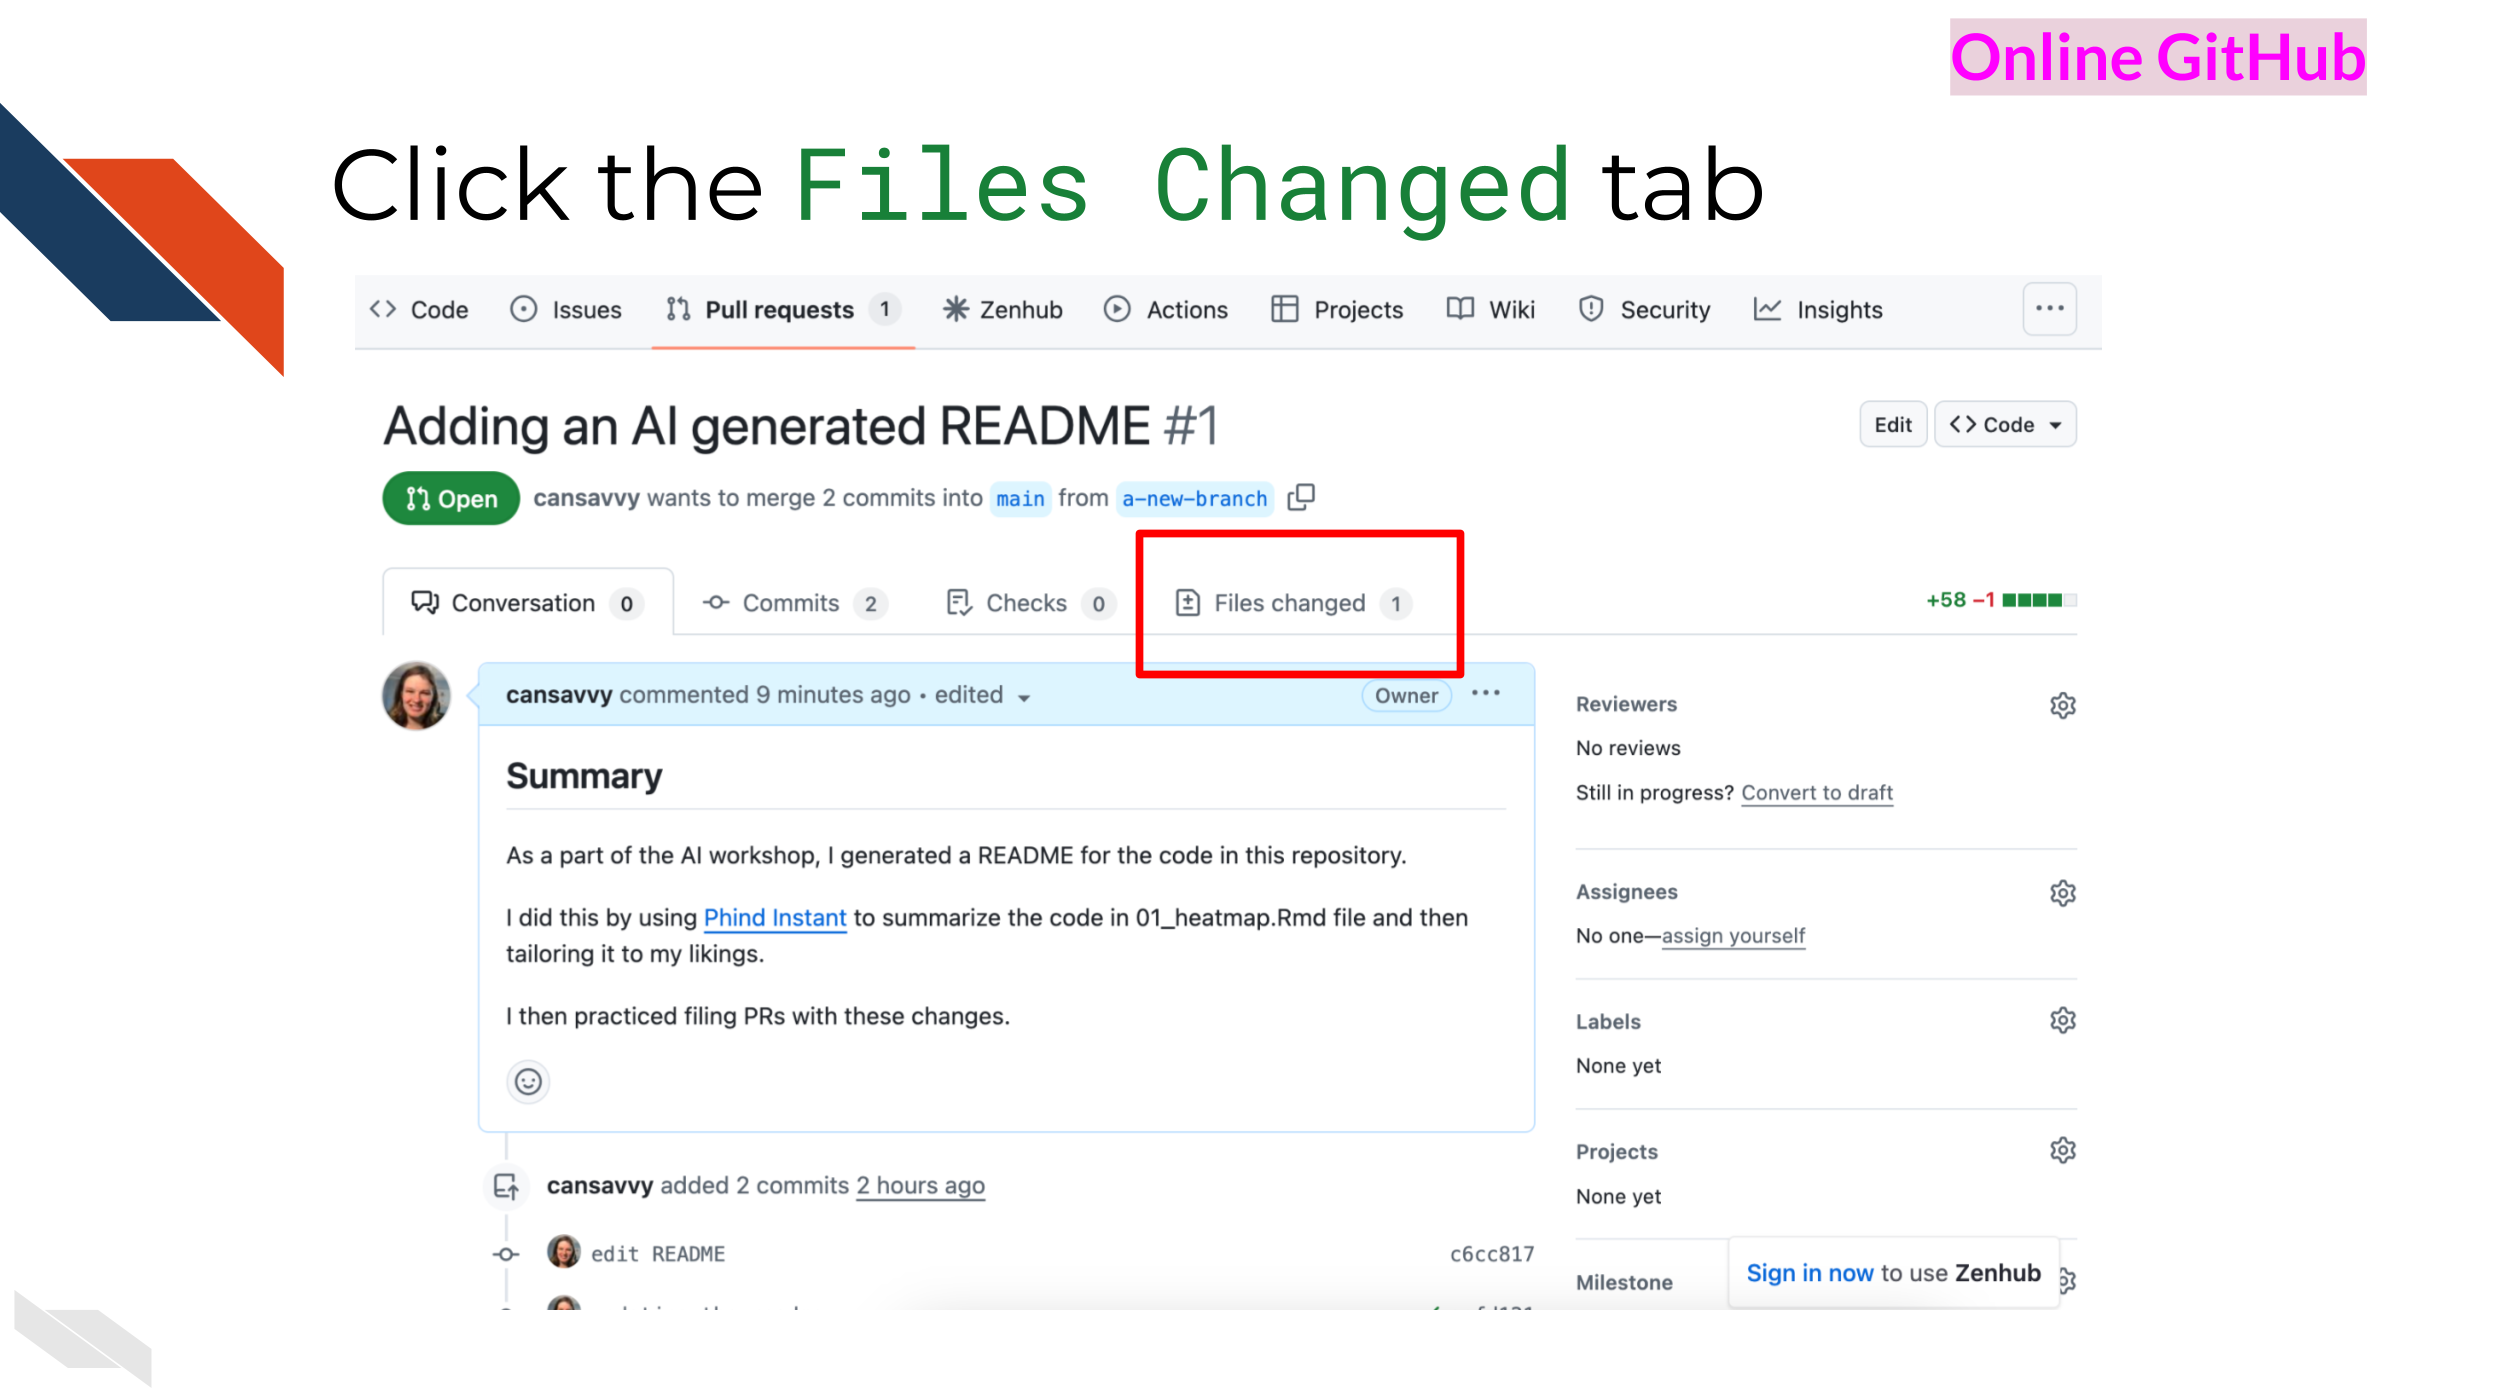 Online GitHub
Click the Files Changed tab
Code Issues Pull requests 1 Zenhub Actions Projects Wiki Security Insights
Adding an AI generated README #1
Edit
Code
Open
cansavvy wants to merge 2 commits into main from a-new-branch
Conversation 0
Commits 2
Checks 0
Files changed 1
+58 −1
cansavvy commented 9 minutes ago • edited
Owner
Summary
As a part of the AI workshop, I generated a README for the code in this repository.
I did this by using Phind Instant to summarize the code in 01_heatmap.Rmd file and then
tailoring it to my likings.
I then practiced filing PRs with these changes.
cansavvy added 2 commits 2 hours ago
edit README
c6cc817
Reviewers
No reviews
Still in progress? Convert to draft
Assignees
No one—assign yourself
Labels
None yet
Projects
None yet
Milestone
Sign in now to use Zenhub